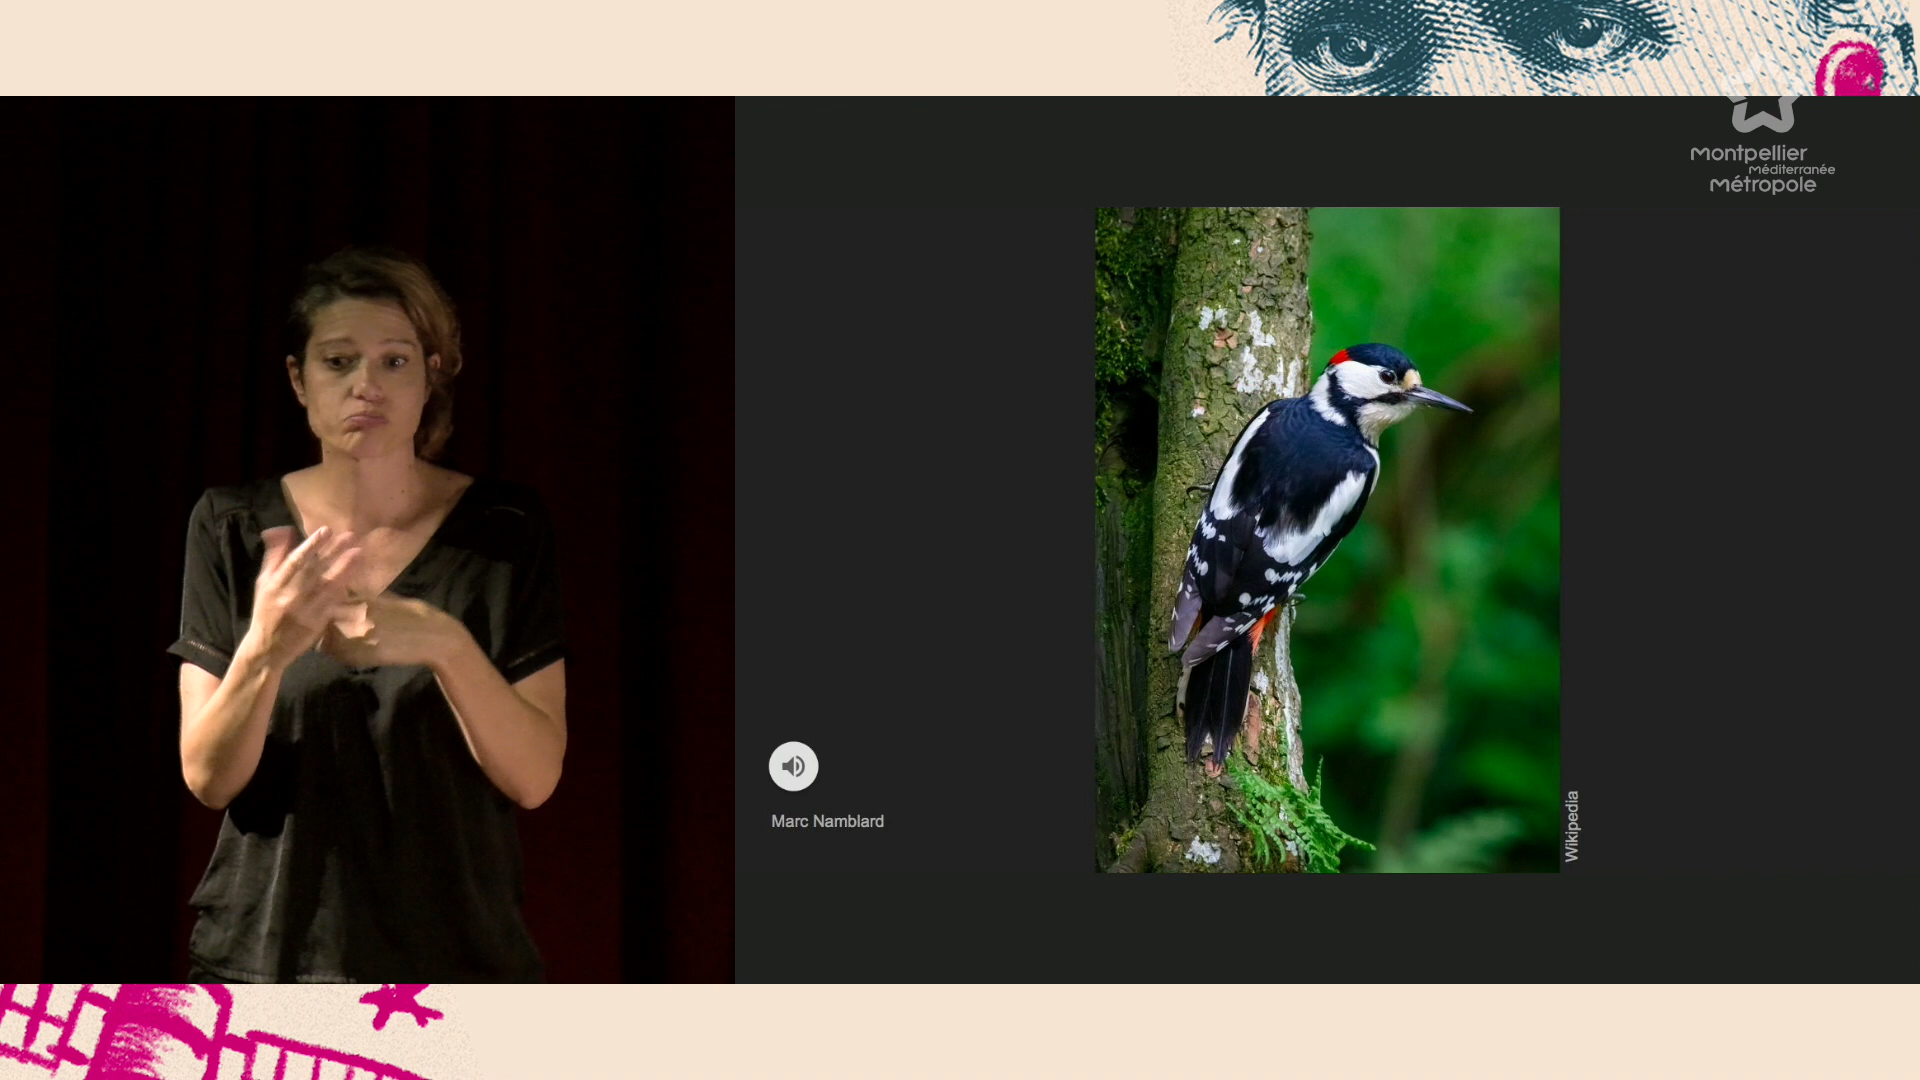 montpellier
méditerranée
métropole
Marc Namblard
Wikipedia